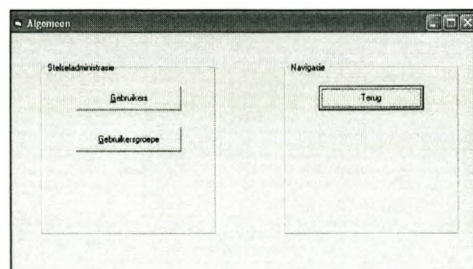 Algemeen
Stelseladministrasie
Gebruikers
Gebruikersgroepe
Navigasie
Terug